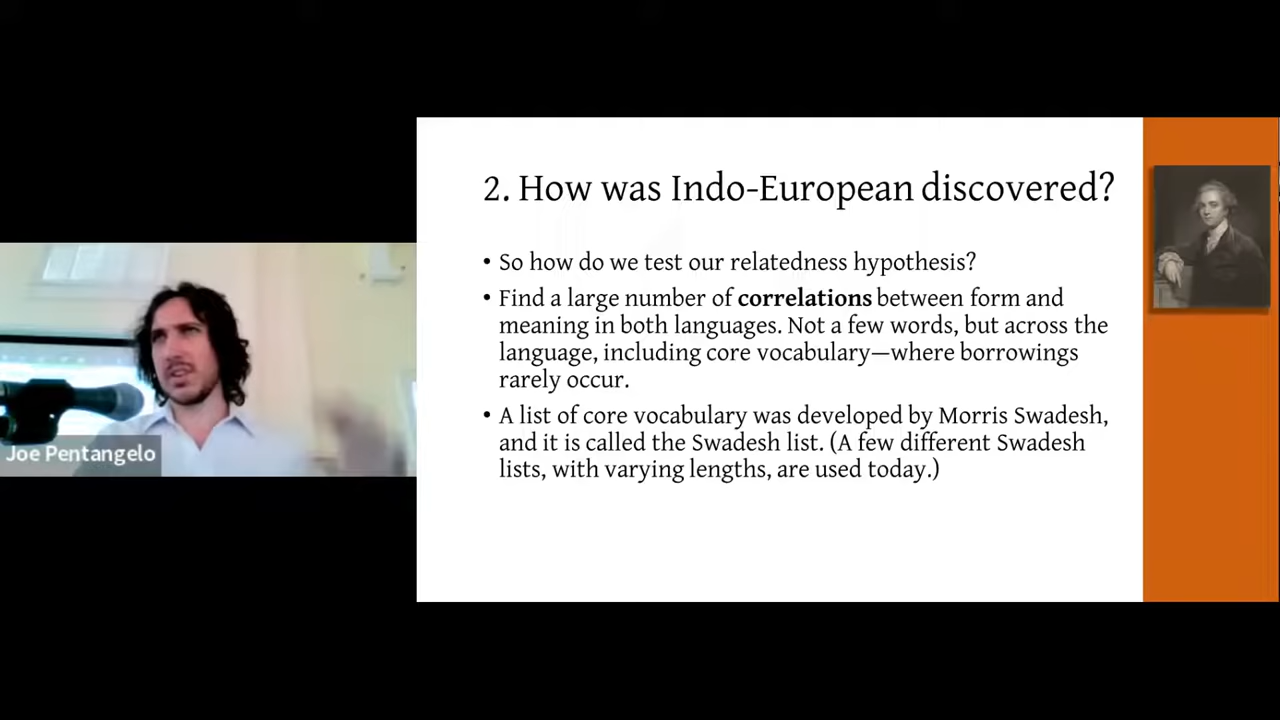 2. How was Indo-European discovered?
• So how do we test our relatedness hypothesis?
• Find a large number of correlations between form and
meaning in both languages. Not a few words, but across the
language, including core vocabulary—where borrowings
rarely occur.
• A list of core vocabulary was developed by Morris Swadesh,
and it is called the Swadesh list. (A few different Swadesh
lists, with varying lengths, are used today.)
Joe Pentangelo